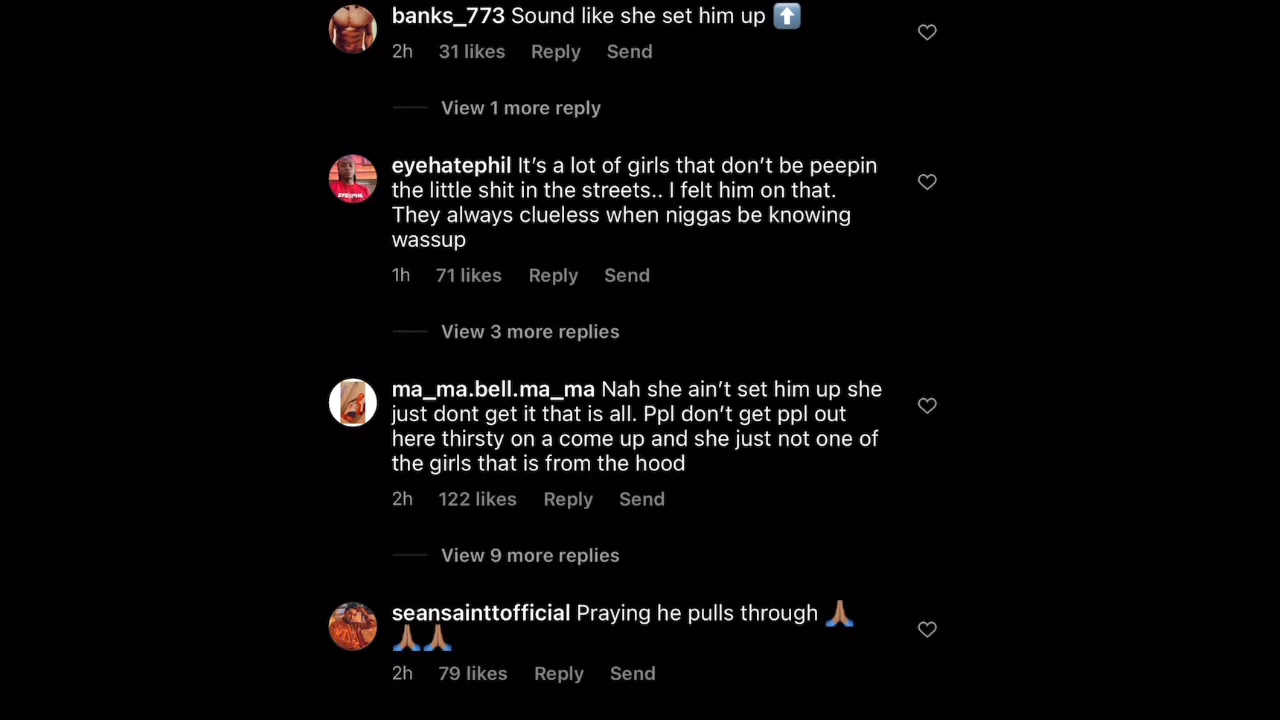 banks_773 Sound like she set him up ⬆️
2h 31 likes Reply Send
View 1 more reply
eyehatephil It’s a lot of girls that don’t be peepin
the little shit in the streets.. I felt him on that.
They always clueless when niggas be knowing
wassup
1h 71 likes Reply Send
View 3 more replies
ma_ma.bell.ma_ma Nah she ain’t set him up she
just dont get it that is all. Ppl don’t get ppl out
here thirsty on a come up and she just not one of
the girls that is from the hood
2h 122 likes Reply Send
View 9 more replies
seansainttofficial Praying he pulls through 🙏🏽
🙏🏽🙏🏽
2h 79 likes Reply Send